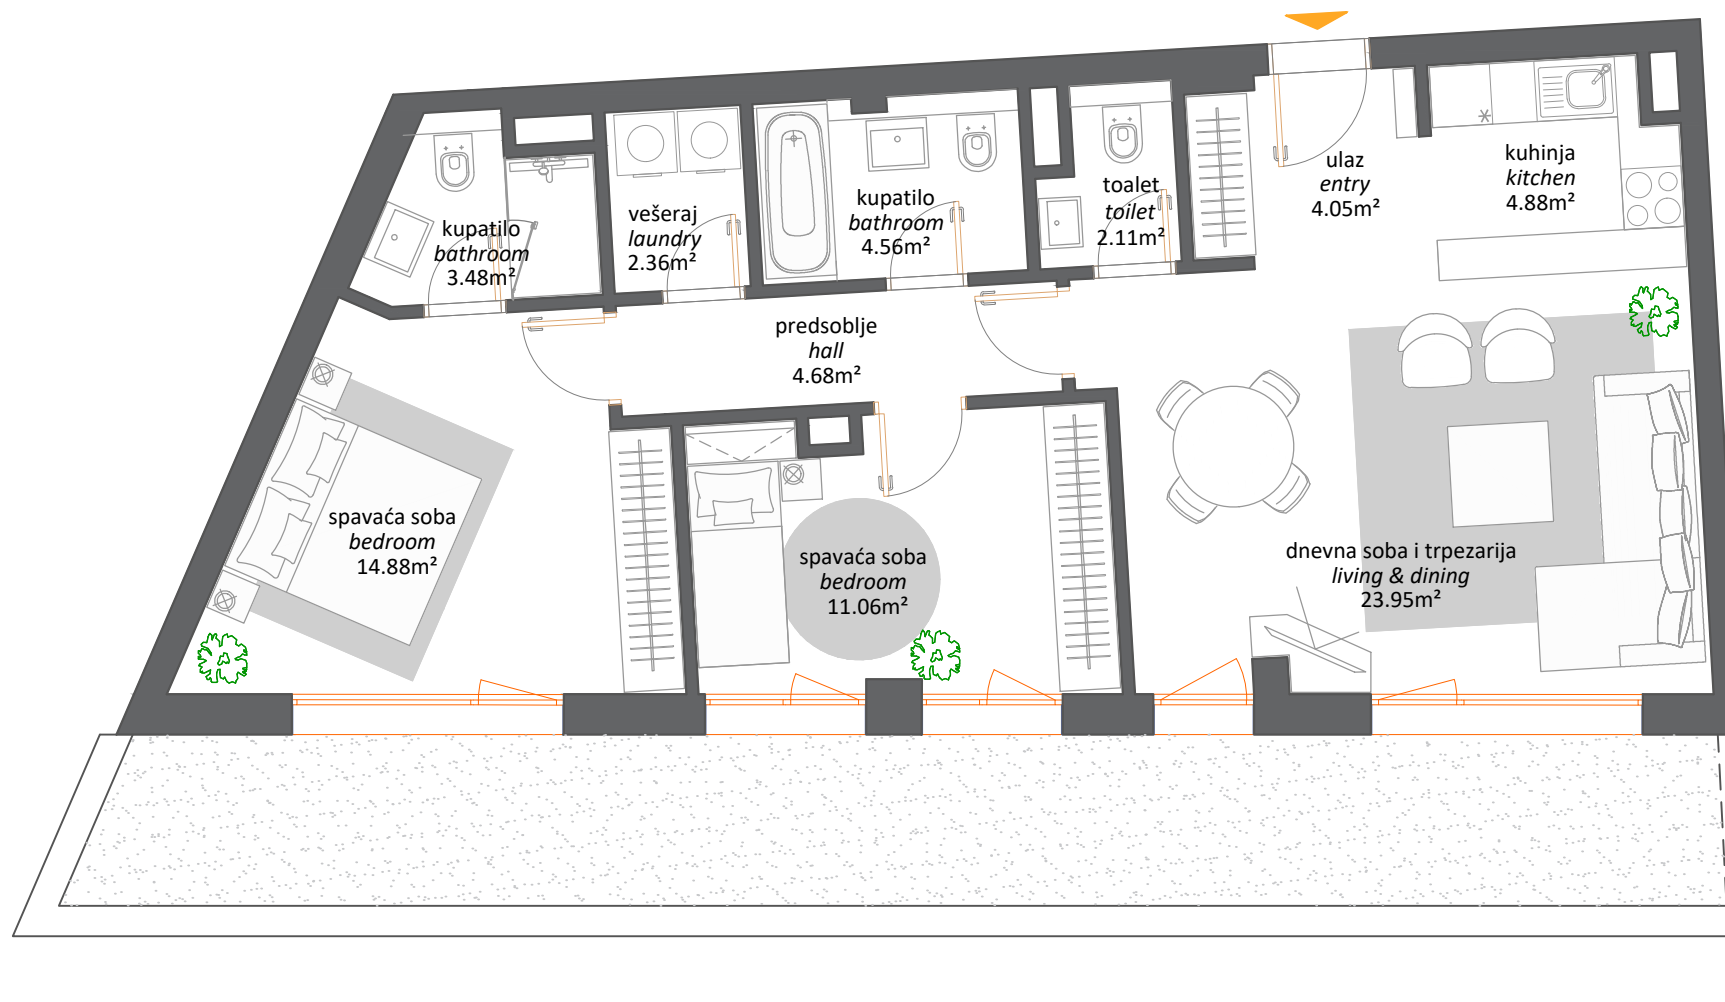 ulaz
entry
4.05m²
kuhinja
kitchen
4.88m²
toalet
toilet
2.11m²
kupatilo
bathroom
4.56m²
vešeraj
laundry
2.36m²
kupatilo
bathroom
3.48m²
predsoblje
hall
4.68m²
spavaća soba
bedroom
14.88m²
spavaća soba
bedroom
11.06m²
dnevna soba i trpezarija
living & dining
23.95m²